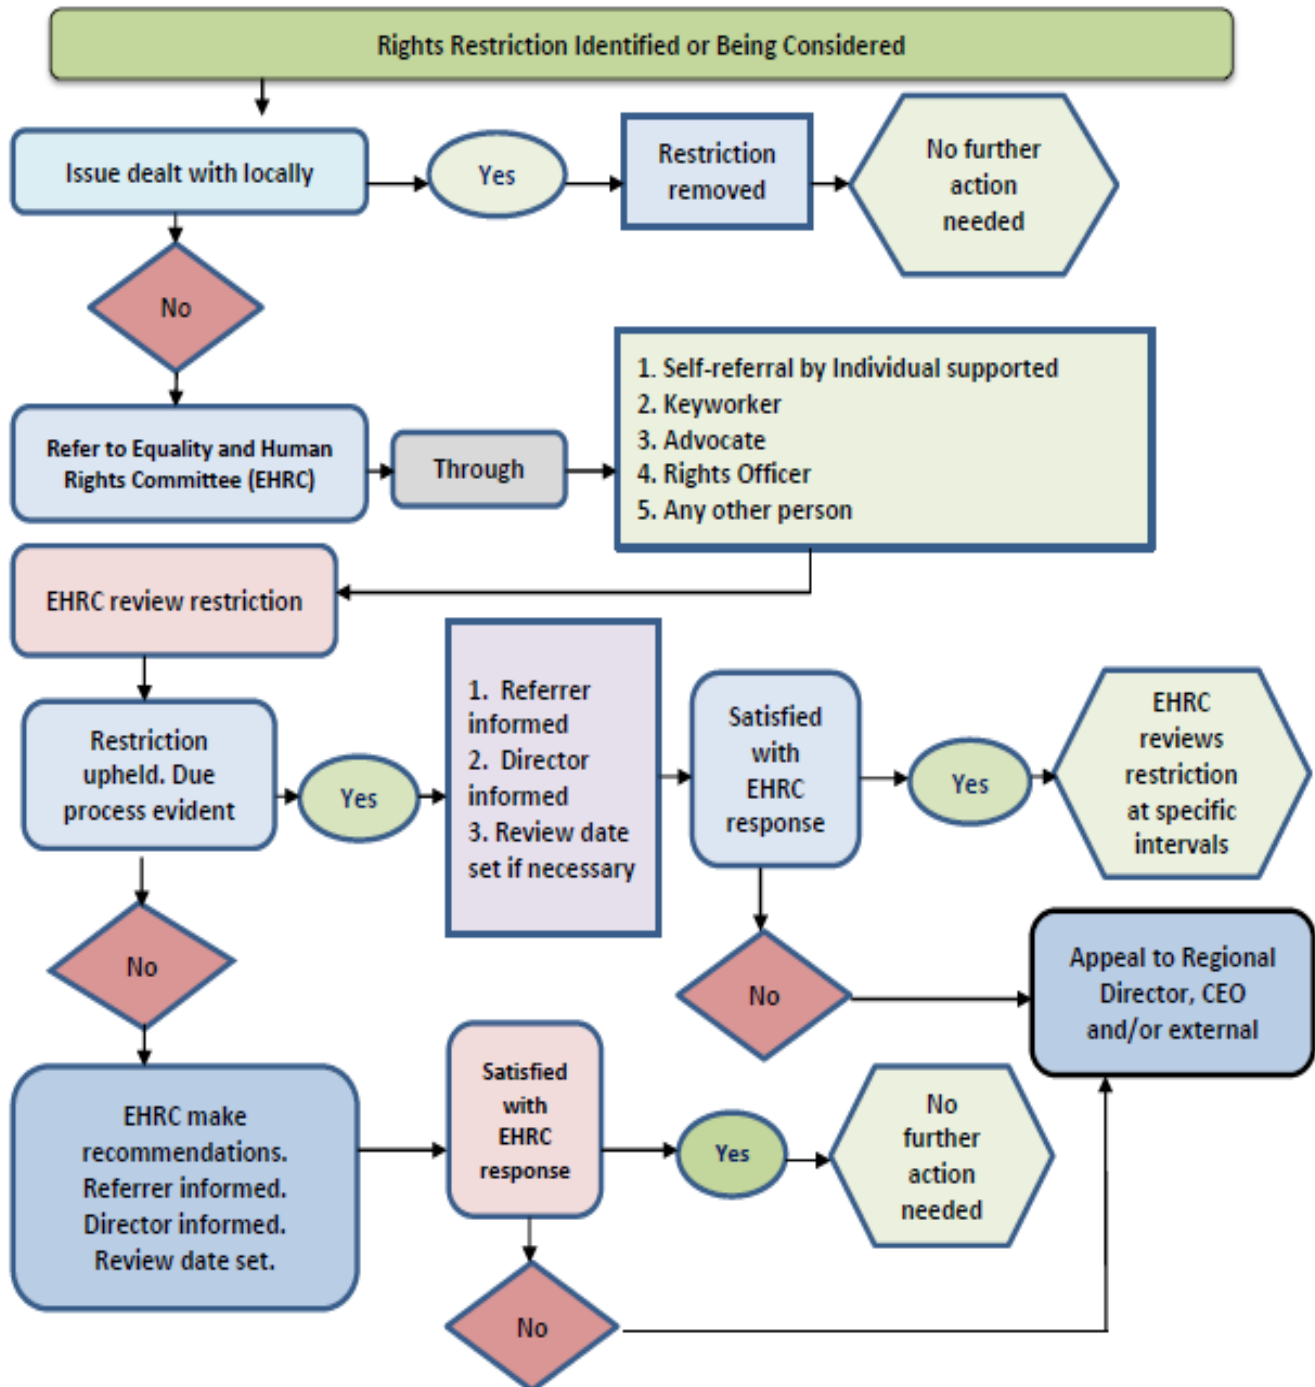 Rights Restriction Identified or Being Considered
Issue dealt with locally
Yes
Restriction
removed
No further
action
needed
No
Refer to Equality and Human
Rights Committee (EHRC)
Through
1. Self-referral by Individual supported
2. Keyworker
3. Advocate
4. Rights Officer
5. Any other person
EHRC review restriction
Restriction
upheld. Due
process evident
Yes
1. Referrer
informed
2. Director
informed
3. Review date
set if necessary
Satisfied
with
EHRC
response
Yes
EHRC
reviews
restriction
at specific
intervals
No
No
Appeal to Regional
Director, CEO
and/or external
EHRC make
recommendations.
Referrer informed.
Director informed.
Review date set.
Satisfied
with
EHRC
response
Yes
No
further
action
needed
No